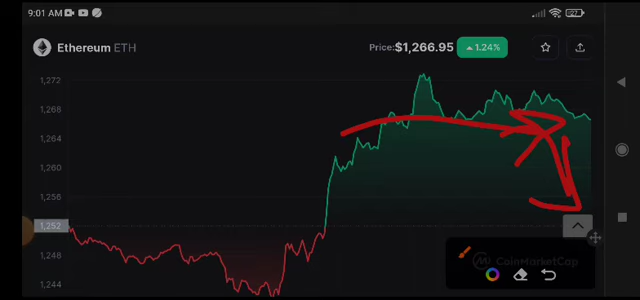 9:01 AM
27
Ethereum ETH
Price: $1,266.95 ▲ 1.24%
1,272
1,268
1,264
1,260
1,256
1,252
1,248
1,244
CoinMarketCap